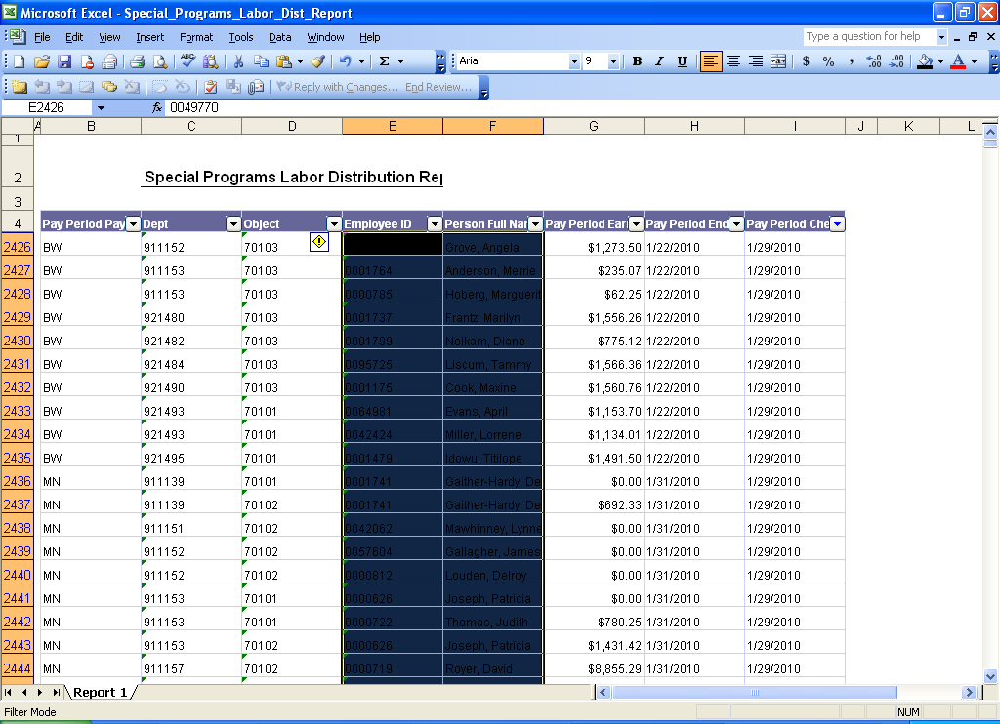 Microsoft Excel - Special_Programs_Labor_Dist_Report
File Edit View Insert Format Tools Data Window Help Type a question for help
Arial 9 B I U $ % ,
Reply with Changes... End Review...
E2426 fx 0049770
A B C D E F G H I J K L
1
2 Special Programs Labor Distribution Rep
3
4 Pay Period Pay Dept Object Employee ID Person Full Nar Pay Period Ear Pay Period End Pay Period Che
2426 BW 911152 70103 Grove, Angela $1,273.50 1/22/2010 1/29/2010
2427 BW 911153 70103 0001764 Anderson, Merrie $235.07 1/22/2010 1/29/2010
2428 BW 911153 70103 0000785 Hoberg, Marguerit $62.25 1/22/2010 1/29/2010
2429 BW 921480 70103 0001737 Frantz, Marilyn $1,556.26 1/22/2010 1/29/2010
2430 BW 921482 70103 0001799 Neikam, Diane $775.12 1/22/2010 1/29/2010
2431 BW 921484 70103 0095725 Liscum, Tammy $1,566.36 1/22/2010 1/29/2010
2432 BW 921490 70103 0001175 Cook, Maxine $1,560.76 1/22/2010 1/29/2010
2433 BW 921493 70101 0064981 Evans, April $1,153.70 1/22/2010 1/29/2010
2434 BW 921493 70101 0042424 Miller, Lorrene $1,134.01 1/22/2010 1/29/2010
2435 BW 921495 70101 0001479 Idowu, Titilope $1,491.50 1/22/2010 1/29/2010
2436 MN 911139 70101 0001741 Gaither-Hardy, De $0.00 1/31/2010 1/29/2010
2437 MN 911139 70102 0001741 Gaither-Hardy, De $692.33 1/31/2010 1/29/2010
2438 MN 911151 70102 0042062 Mawhinney, Lynne $0.00 1/31/2010 1/29/2010
2439 MN 911152 70102 0057604 Gallagher, James $0.00 1/31/2010 1/29/2010
2440 MN 911152 70102 0000812 Louden, Delroy $0.00 1/31/2010 1/29/2010
2441 MN 911153 70101 0000626 Joseph, Patricia $0.00 1/31/2010 1/29/2010
2442 MN 911153 70101 0000722 Thomas, Judith $780.25 1/31/2010 1/29/2010
2443 MN 911153 70102 0000626 Joseph, Patricia $1,431.42 1/31/2010 1/29/2010
2444 MN 911157 70102 0000719 Royer, David $8,855.29 1/31/2010 1/29/2010
Report 1
Filter Mode NUM